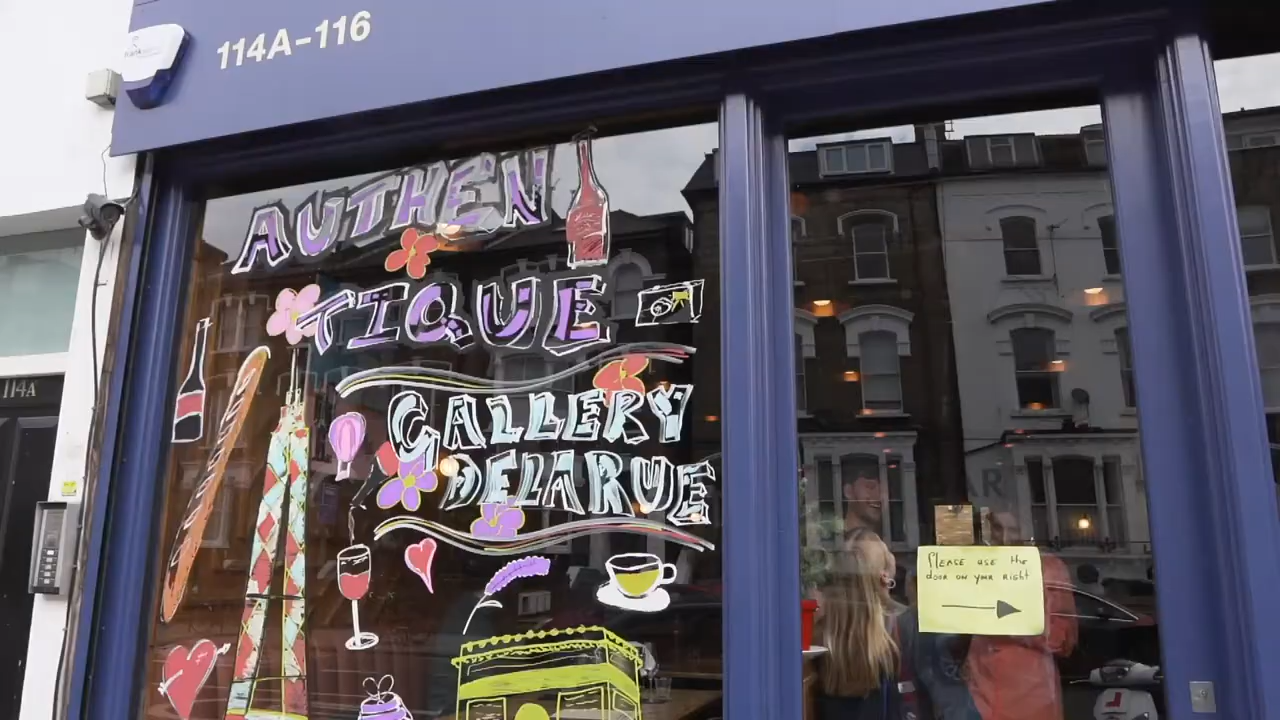 114A-116
AUTHEN
TIQUE
GALLERY
DELARUE
114A
PLEASE USE the
door on your right
L